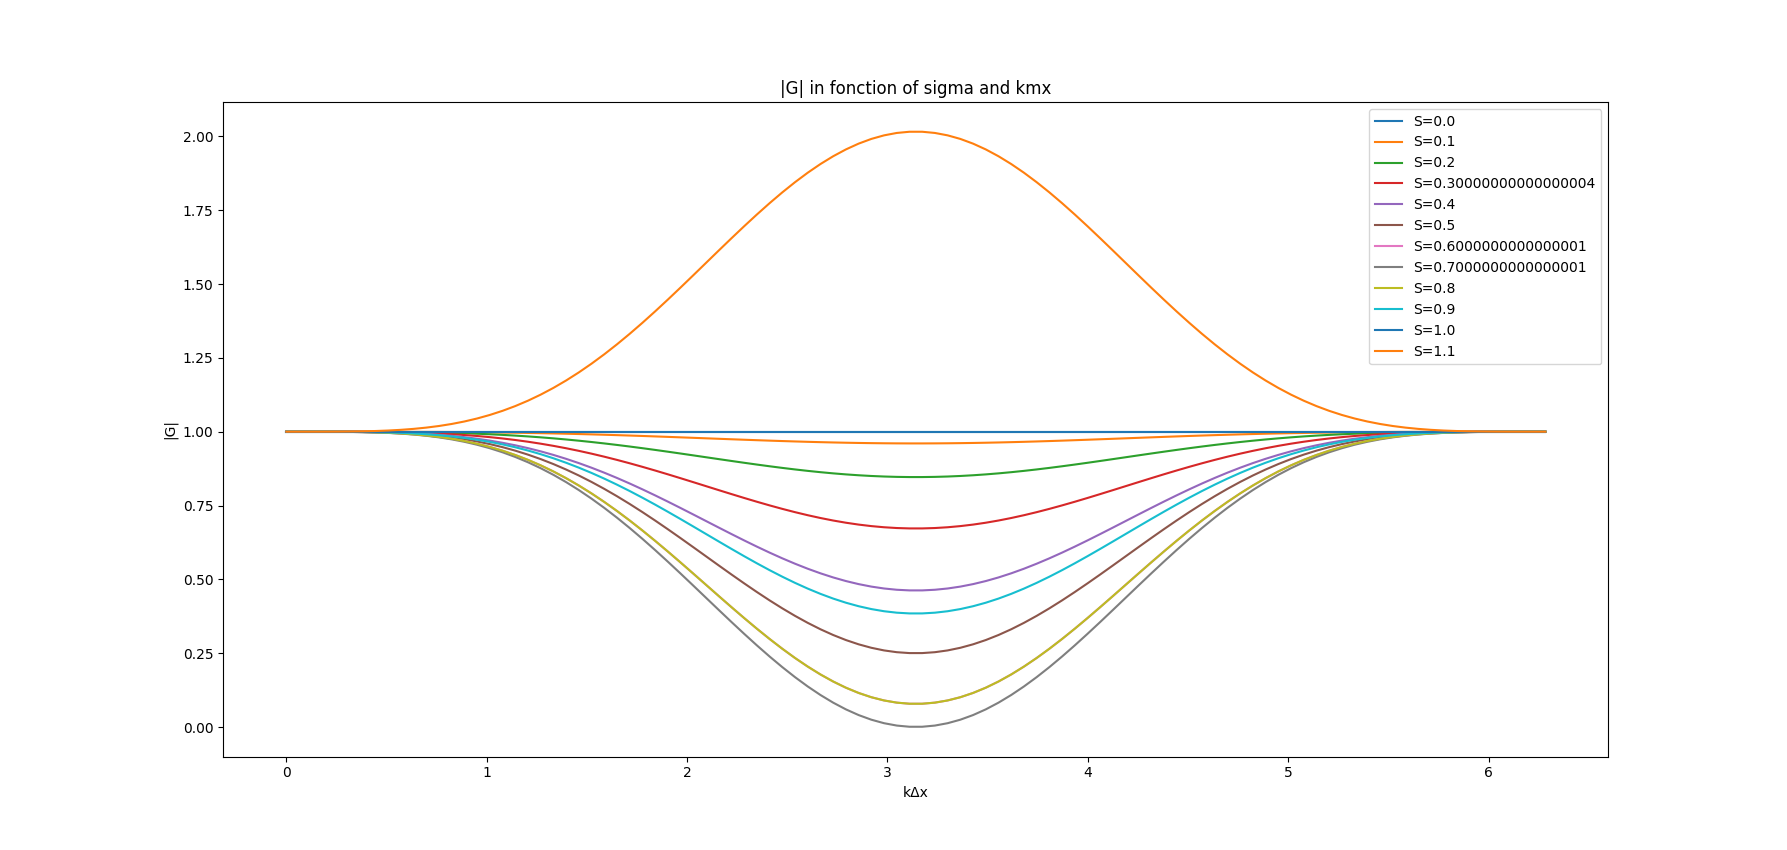 |G| in fonction of sigma and kmx
2.00
1.75
1.50
1.25
1.00
0.75
0.50
0.25
0.00
|G|
0 1 2 3 4 5 6
kΔx
S=0.0
S=0.1
S=0.2
S=0.30000000000000004
S=0.4
S=0.5
S=0.6000000000000001
S=0.7000000000000001
S=0.8
S=0.9
S=1.0
S=1.1